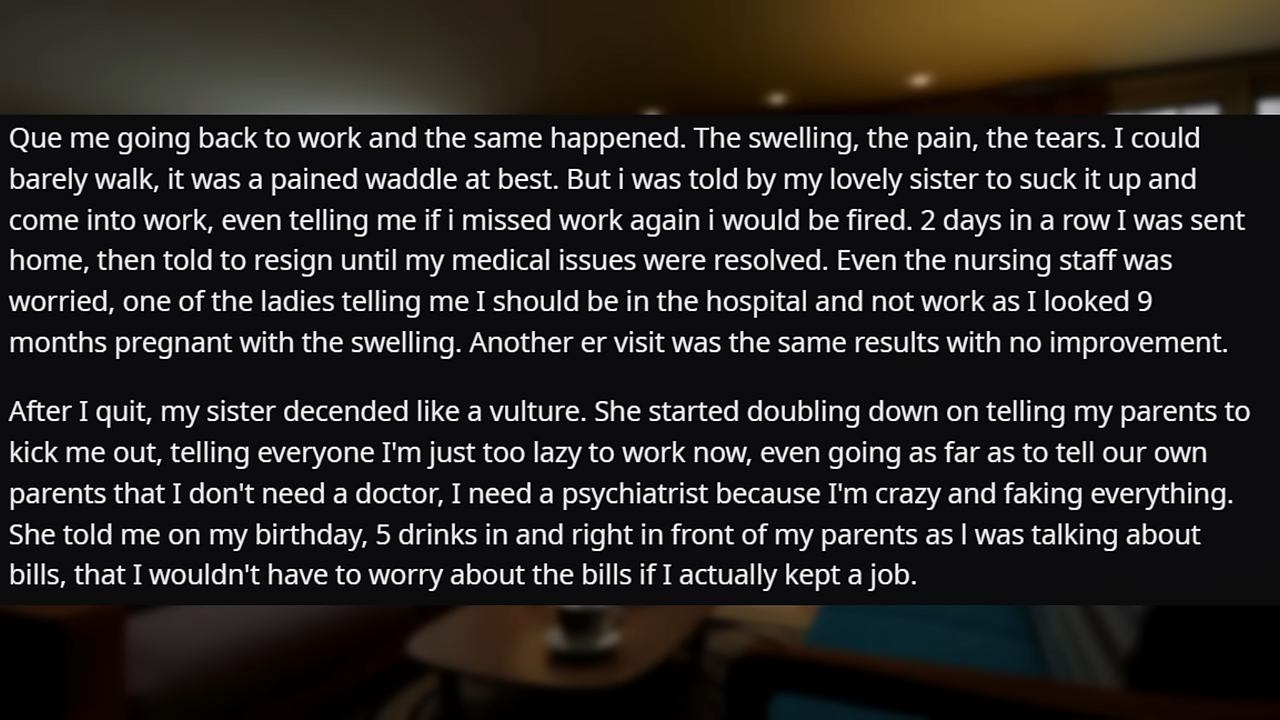 Que me going back to work and the same happened. The swelling, the pain, the tears. I could
barely walk, it was a pained waddle at best. But i was told by my lovely sister to suck it up and
come into work, even telling me if i missed work again i would be fired. 2 days in a row I was sent
home, then told to resign until my medical issues were resolved. Even the nursing staff was
worried, one of the ladies telling me I should be in the hospital and not work as I looked 9
months pregnant with the swelling. Another er visit was the same results with no improvement.
After I quit, my sister decended like a vulture. She started doubling down on telling my parents to
kick me out, telling everyone I'm just too lazy to work now, even going as far as to tell our own
parents that I don't need a doctor, I need a psychiatrist because I'm crazy and faking everything.
She told me on my birthday, 5 drinks in and right in front of my parents as l was talking about
bills, that I wouldn't have to worry about the bills if I actually kept a job.